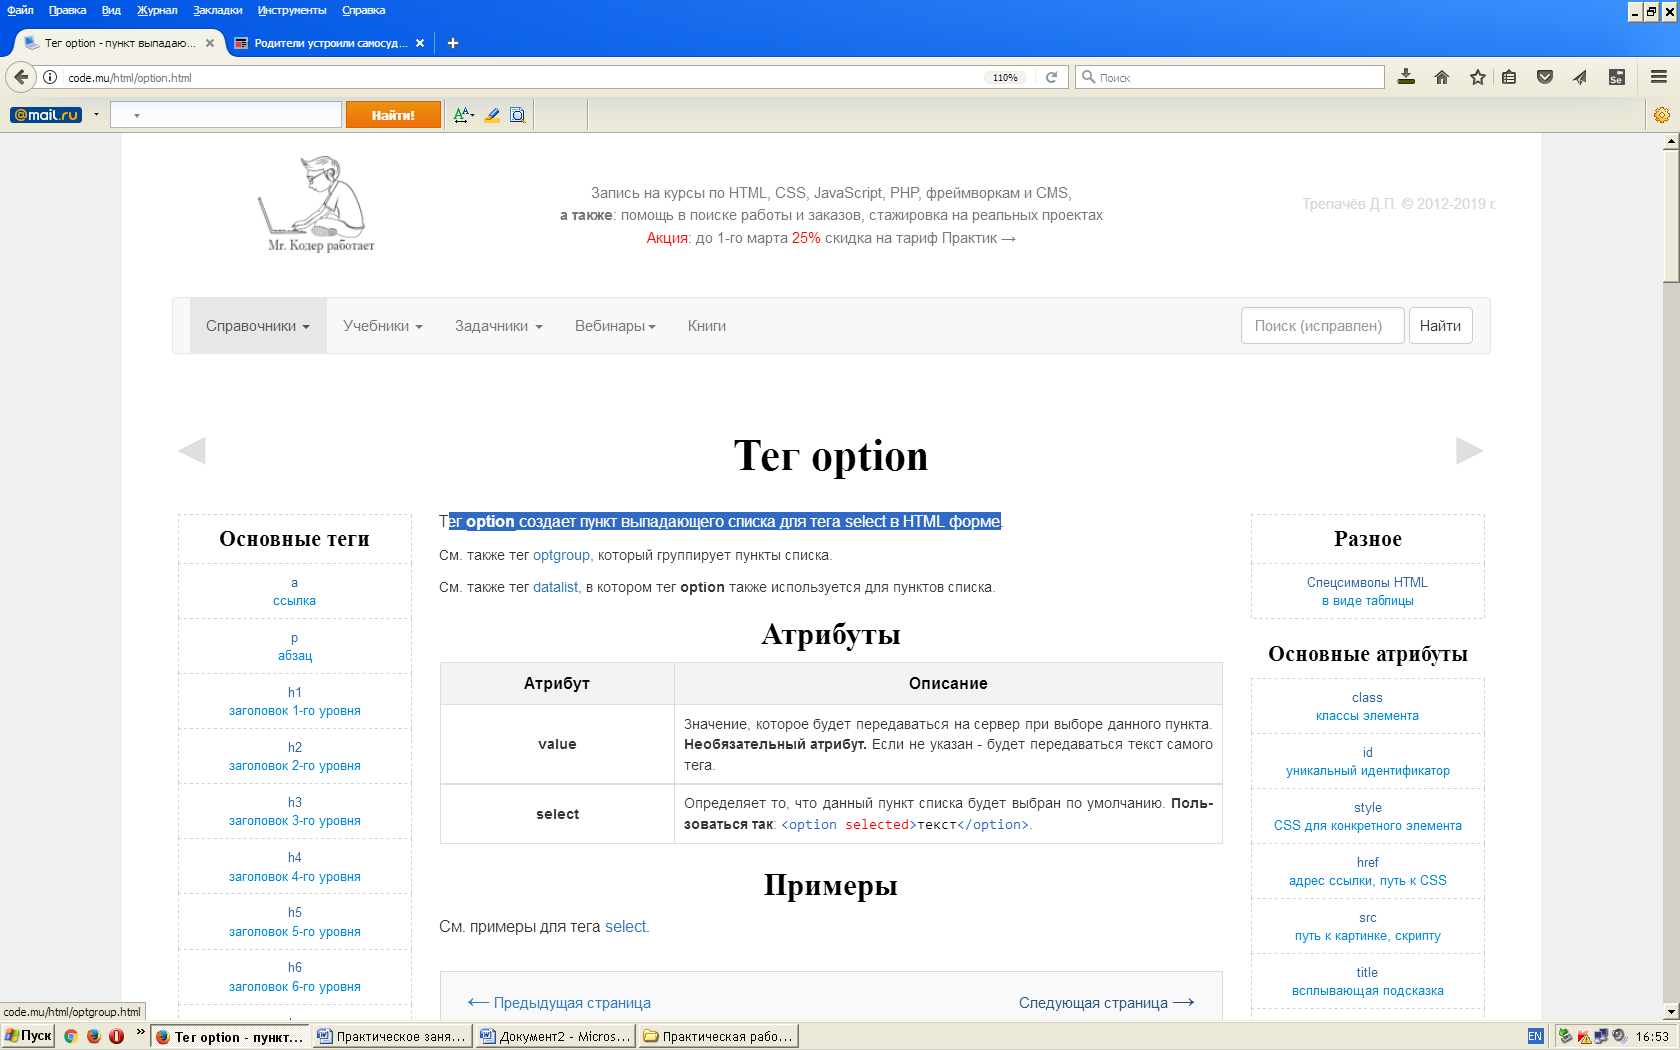 Файл Правка Вид Журнал Закладки Инструменты Справка
Тег option - пункт выпадаю...
Родители устроили самосуд...
code.mu/html/option.html
110%
Поиск
@mail.ru
Найти!
Mr. Кодер работает
Запись на курсы по HTML, CSS, JavaScript, PHP, фреймворкам и CMS,
а также: помощь в поиске работы и заказов, стажировка на реальных проектах
Акция: до 1-го марта 25% скидка на тариф Практик →
Трепачёв Д.П. © 2012-2019 г.
Справочники Учебники Задачники Вебинары Книги
Поиск (исправлен) Найти
Тег option
Основные теги
a
ссылка
p
абзац
h1
заголовок 1-го уровня
h2
заголовок 2-го уровня
h3
заголовок 3-го уровня
h4
заголовок 4-го уровня
h5
заголовок 5-го уровня
h6
заголовок 6-го уровня
Тег option создает пункт выпадающего списка для тега select в HTML форме.
См. также тег optgroup, который группирует пункты списка.
См. также тег datalist, в котором тег option также используется для пунктов списка.
Атрибуты
Атрибут Описание
value
Значение, которое будет передаваться на сервер при выборе данного пункта.
Необязательный атрибут. Если не указан - будет передаваться текст самого
тега.
select
Определяет то, что данный пункт списка будет выбран по умолчанию. Поль-
зоваться так: <option selected>текст</option>.
Примеры
См. примеры для тега select.
⟵ Предыдущая страница
Следующая страница ⟶
Разное
Спецсимволы HTML
в виде таблицы
Основные атрибуты
class
классы элемента
id
уникальный идентификатор
style
CSS для конкретного элемента
href
адрес ссылки, путь к CSS
src
путь к картинке, скрипту
title
всплывающая подсказка
code.mu/html/optgroup.html
Пуск
Тег option - пункт...
Практическое заня...
Документ2 - Micros...
Практическая рабо...
EN
16:53